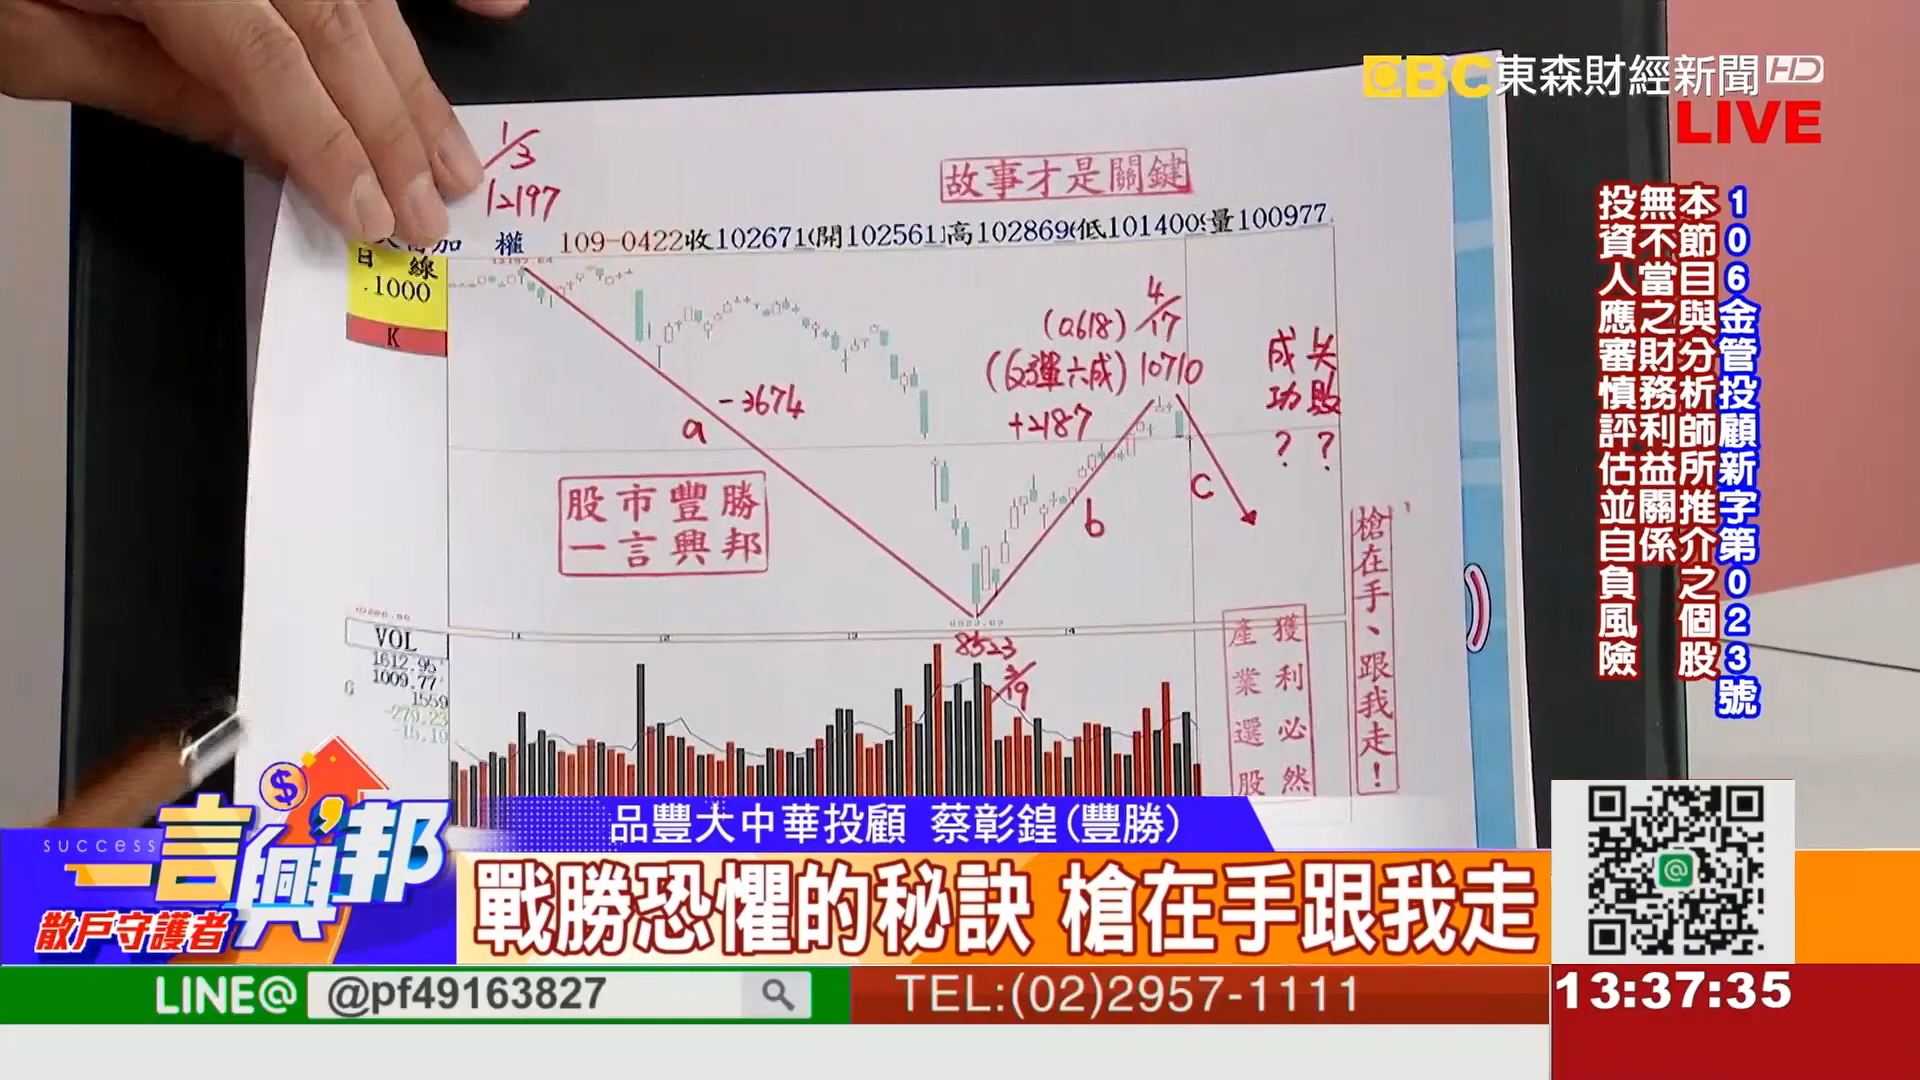 EBC東森財經新聞HD
LIVE
106金管投顧新字第023號
本節目與分析師所推介之個股
無不當之財務利益關係
投資人應審慎評估並自負風險
1/3
12197
故事才是關鍵
加 權 109-0422收102671開102561高102869低101400量100977
日 線
.1000
K
4/17
(0.618)
(反彈六成) 10710
+2187
成功?
失敗?
-3674
a
b
c
股市豐勝
一言興邦
槍在手、跟我走!
8523
3/19
VOL
1612.95
1009.77
1559
-270.23
-15.19
產業選股
獲利必然
品豐大中華投顧 蔡彰鍠(豐勝)
success
一言興邦
散戶守護者
戰勝恐懼的秘訣 槍在手跟我走
LINE@ @pf49163827
TEL:(02)2957-1111
13:37:35